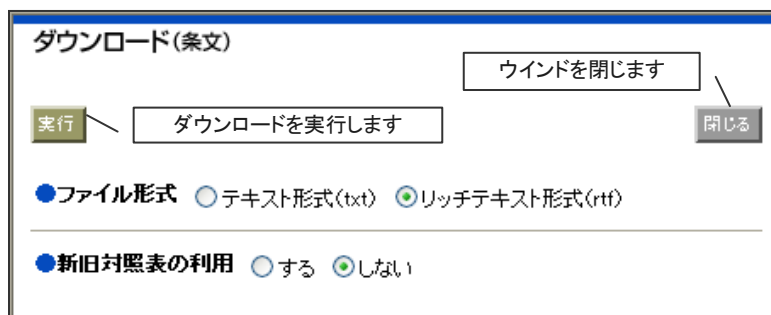 ダウンロード(条文)
ウインドを閉じます
実行
ダウンロードを実行します
閉じる
●ファイル形式 テキスト形式(txt) リッチテキスト形式(rtf)
●新旧対照表の利用 する しない